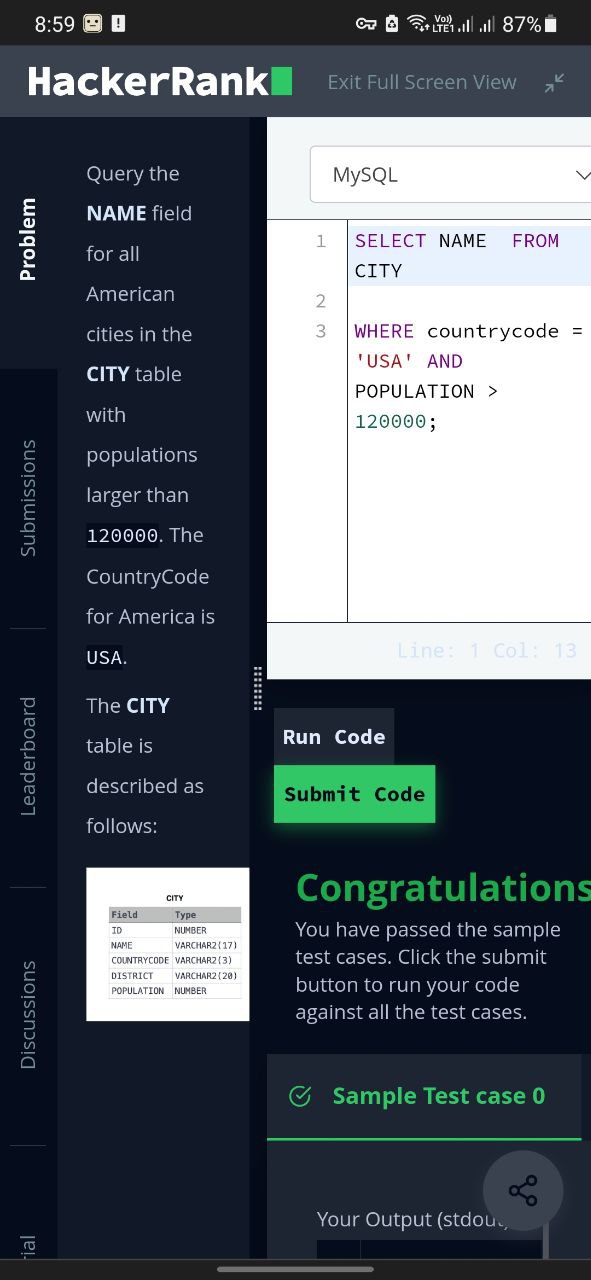 8:59
Vo)) LTE1 87%
HackerRank
Exit Full Screen View
Problem
Submissions
Leaderboard
Discussions
rial
Query the
NAME field
for all
American
cities in the
CITY table
with
populations
larger than
120000. The
CountryCode
for America is
USA.
The CITY
table is
described as
follows:
CITY
Field Type
ID NUMBER
NAME VARCHAR2(17)
COUNTRYCODE VARCHAR2(3)
DISTRICT VARCHAR2(20)
POPULATION NUMBER
MySQL
1 SELECT NAME  FROM
CITY
2
3 WHERE countrycode =
'USA' AND
POPULATION >
120000;
Line: 1 Col: 13
Run Code
Submit Code
Congratulations
You have passed the sample
test cases. Click the submit
button to run your code
against all the test cases.
Sample Test case 0
Your Output (stdout